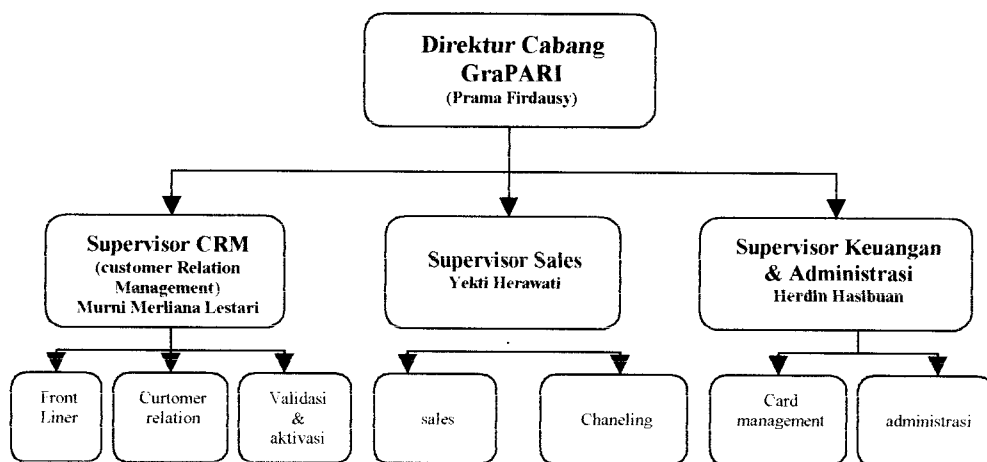 Direktur Cabang
GraPARI
(Prama Firdausy)
Supervisor CRM
(customer Relation
Management)
Murni Merliana Lestari
Supervisor Sales
Yekti Herawati
Supervisor Keuangan
& Administrasi
Herdin Hasibuan
Front
Liner
Curtomer
relation
Validasi
&
aktivasi
sales
Chaneling
Card
management
administrasi